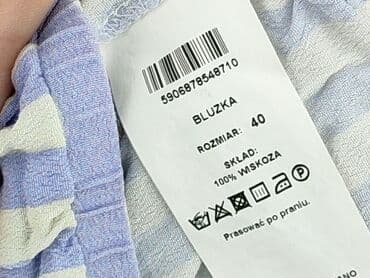 5906878548710
BLUZKA
ROZMIAR: 40
SKŁAD:
100% WISKOZA
P
Prasować po praniu.